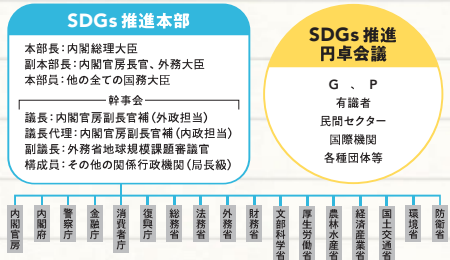 SDGs推進本部
本部長：内閣総理大臣
副本部長：内閣官房長官、外務大臣
本部員：他の全ての国務大臣
幹事会
議長：内閣官房副長官補（外政担当）
議長代理：内閣官房副長官補（内政担当）
副議長：外務省地球規模課題審議官
構成員：その他の関係行政機関（局長級）
SDGs推進
円卓会議
G 、 P
有識者
民間セクター
国際機関
各種団体等
内閣官房
内閣府
警察庁
金融庁
消費者庁
復興庁
総務省
法務省
外務省
財務省
文部科学省
厚生労働省
農林水産省
経済産業省
国土交通省
環境省
防衛省